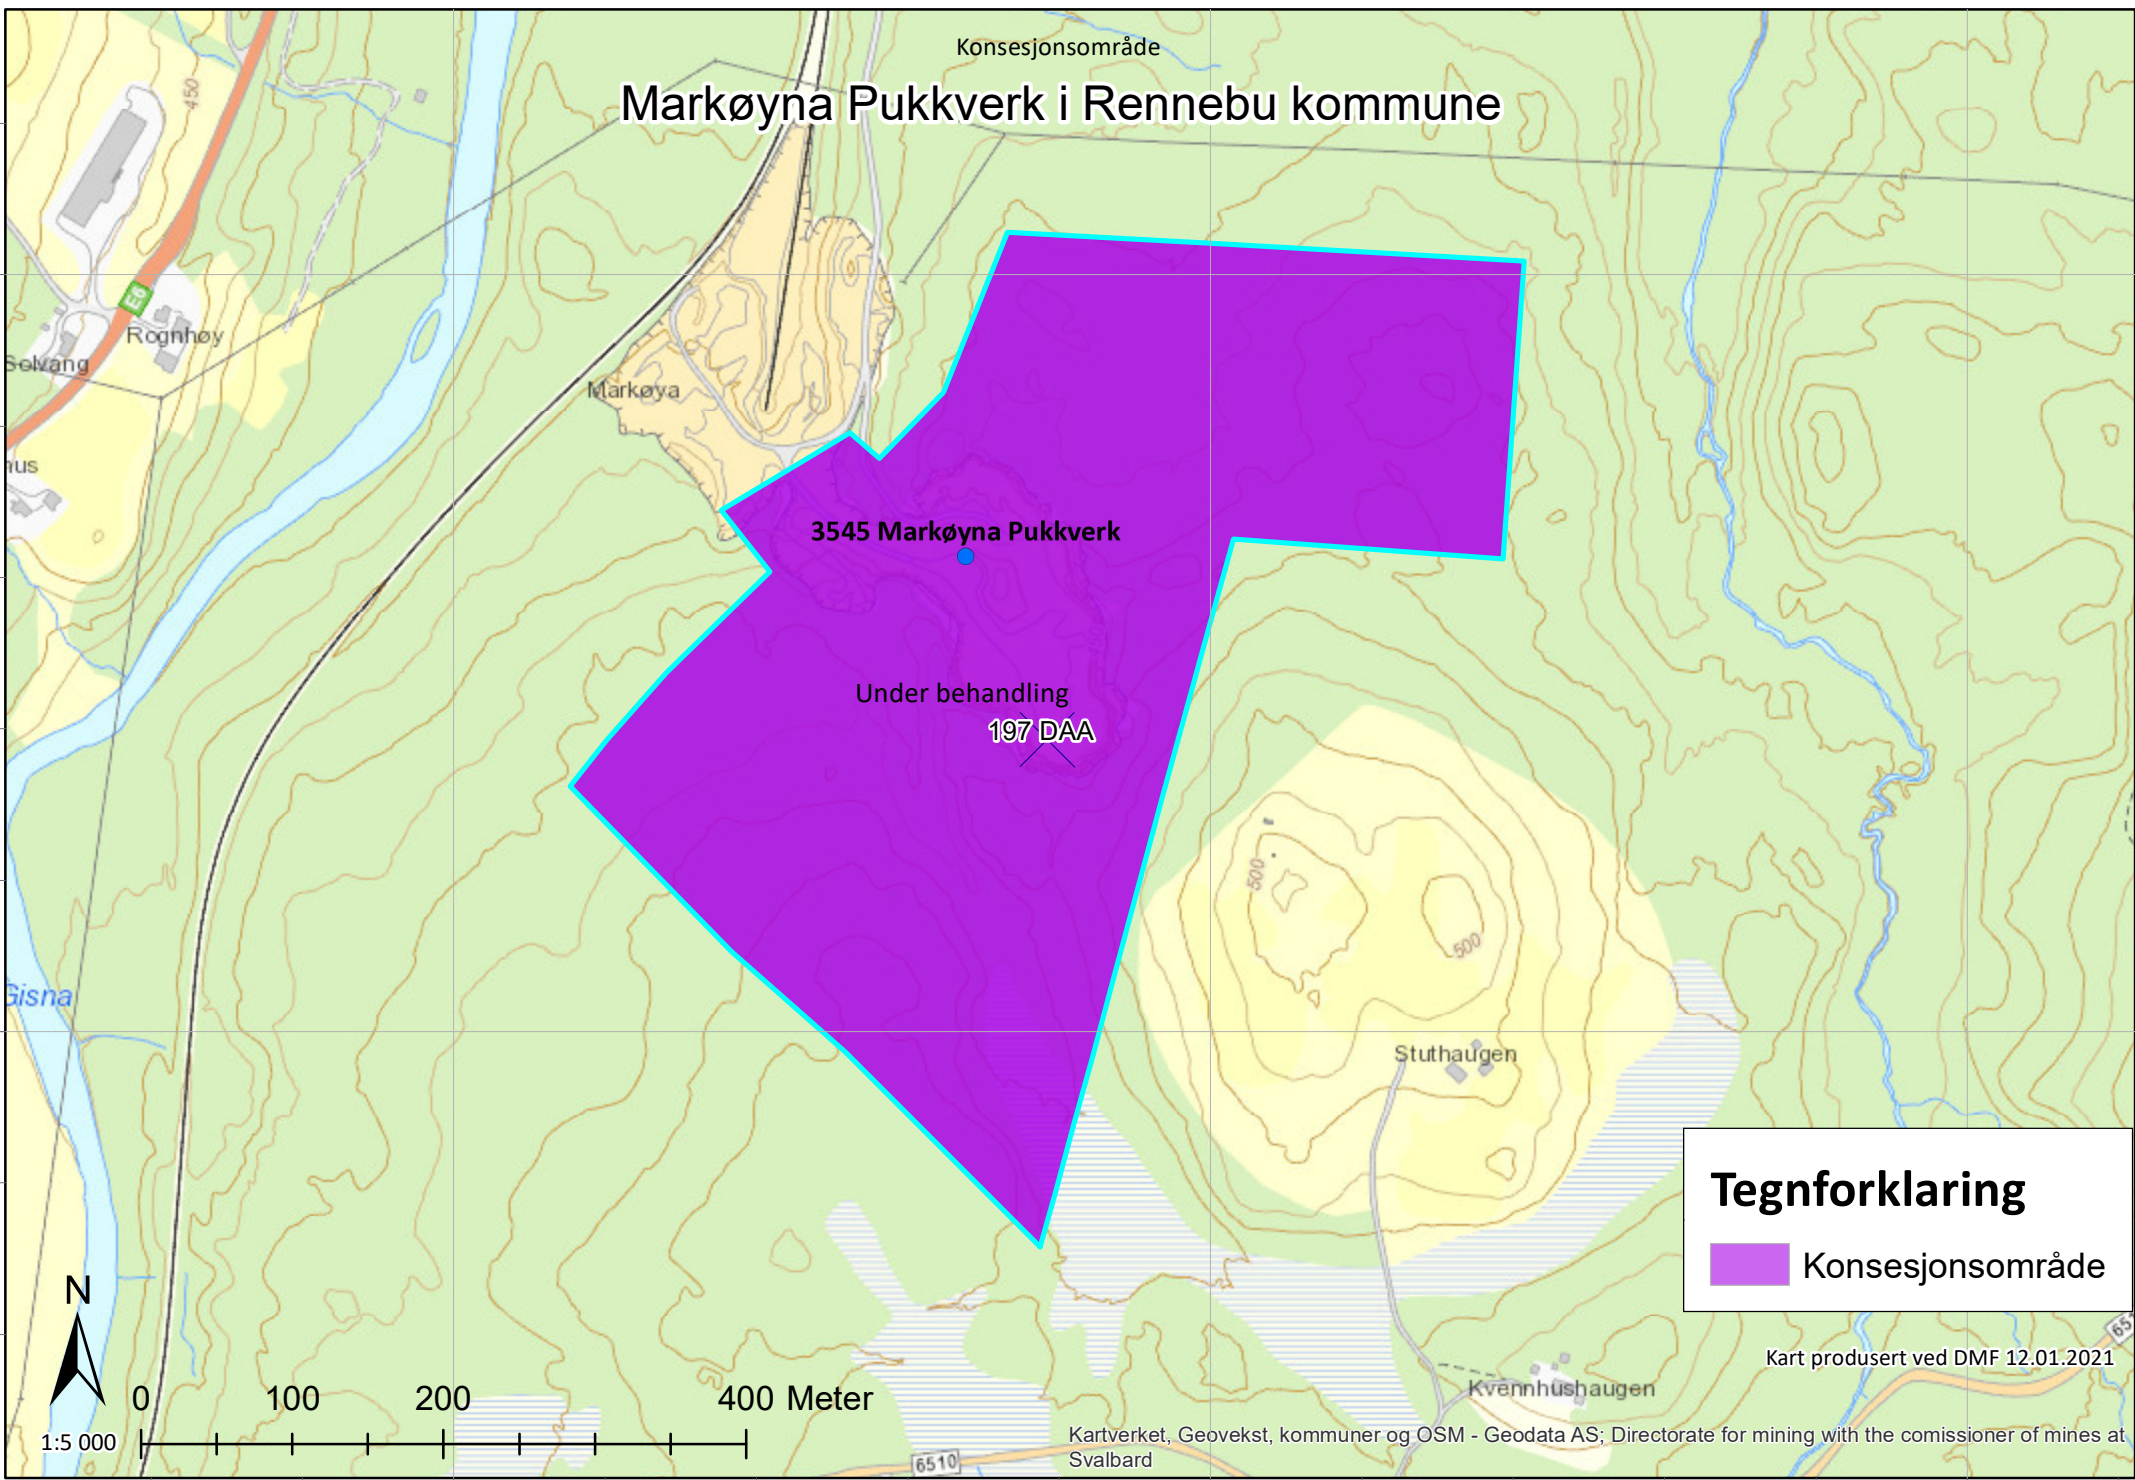 Konsesjonsområde
Markøyna Pukkverk i Rennebu kommune
450
E6
Rognhøy
Solvang
Markøya
3545 Markøyna Pukkverk
450
Under behandling
197 DAA
500
500
Gisna
Stuthaugen
Tegnforklaring
Konsesjonsområde
N
Kart produsert ved DMF 12.01.2021
Kvennhushaugen
0 100 200 400 Meter
1:5 000
Kartverket, Geovekst, kommuner og OSM - Geodata AS; Directorate for mining with the comissioner of mines at
Svalbard
6510